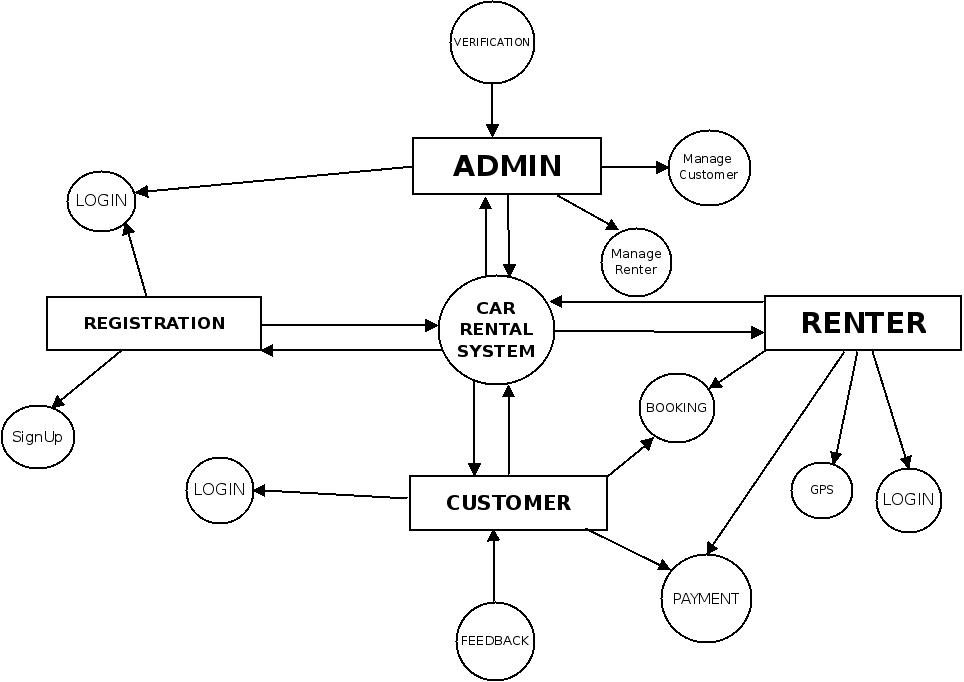 VERIFICATION
ADMIN
Manage
Customer
LOGIN
Manage
Renter
REGISTRATION
CAR
RENTAL
SYSTEM
RENTER
BOOKING
SignUp
LOGIN
CUSTOMER
GPS
LOGIN
PAYMENT
FEEDBACK